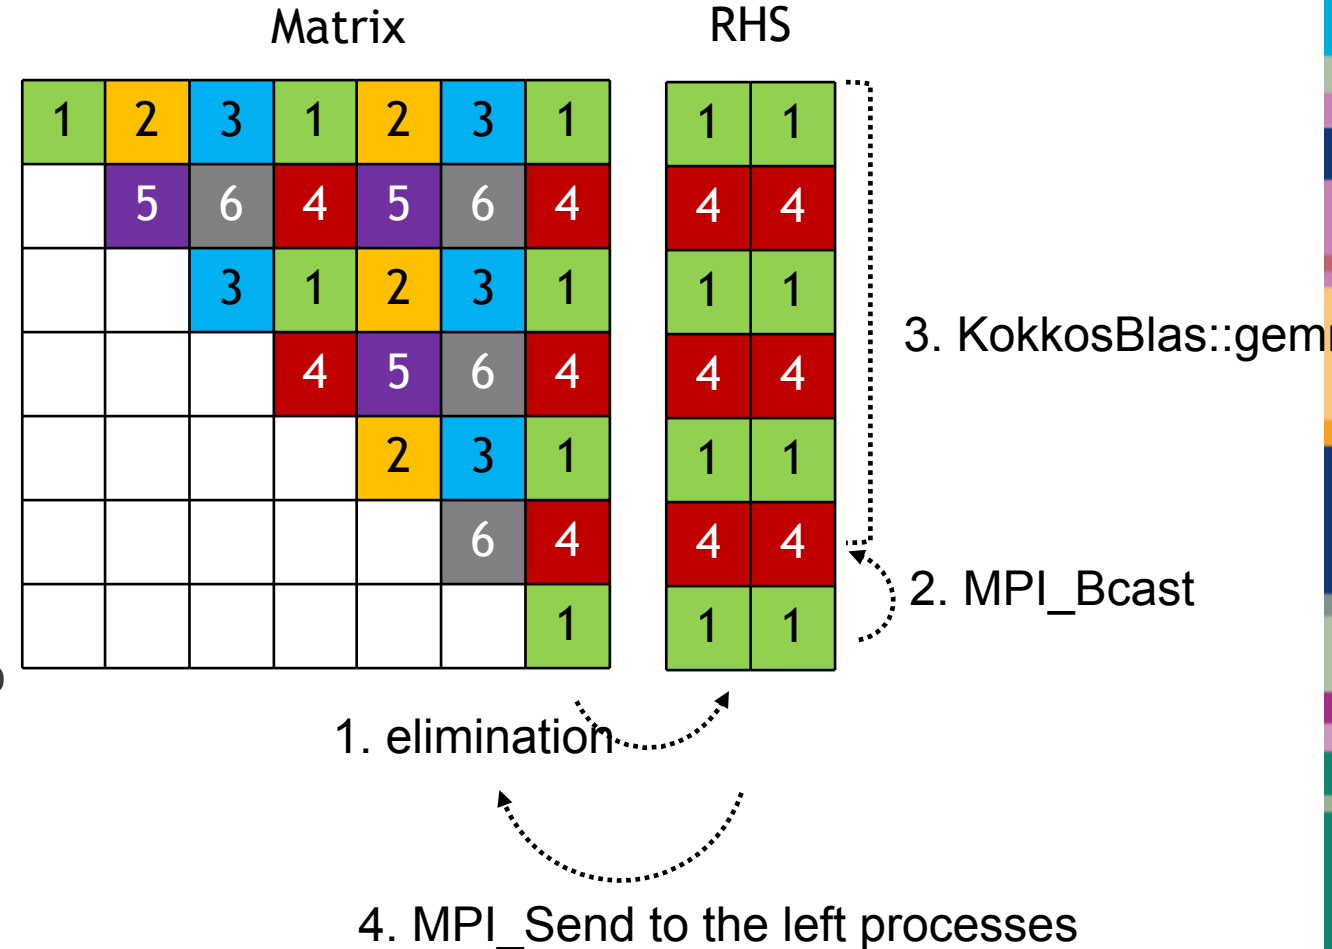 Matrix RHS
1 2 3 1 2 3 1 1 1
5 6 4 5 6 4 4 4
3 1 2 3 1 1 1
4 5 6 4 4 4
3. KokkosBlas::gem
2 3 1 1 1
6 4 4 4
2. MPI_Bcast
1 1 1
1. elimination
4. MPI_Send to the left processes